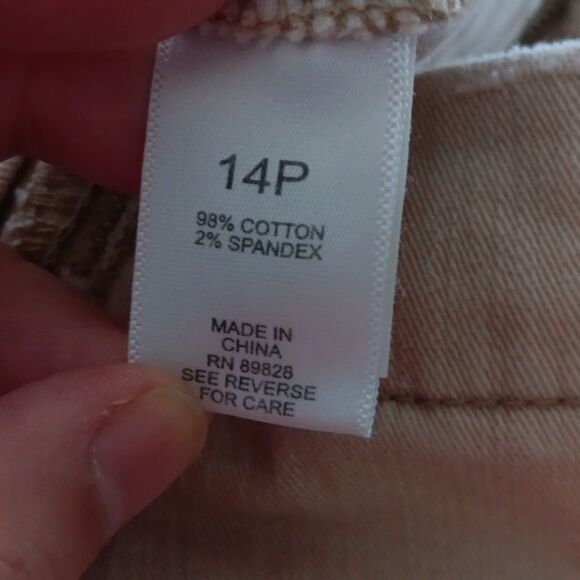 14P
98% COTTON
2% SPANDEX
MADE IN
CHINA
RN 89828
SEE REVERSE
FOR CARE